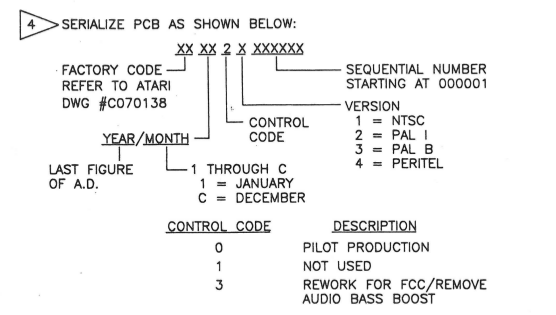 4 SERIALIZE PCB AS SHOWN BELOW:
XX XX 2 X XXXXXX
FACTORY CODE
REFER TO ATARI
DWG #C070138
SEQUENTIAL NUMBER
STARTING AT 000001
VERSION
1 = NTSC
2 = PAL I
3 = PAL B
4 = PERITEL
CONTROL
CODE
YEAR/MONTH
LAST FIGURE
OF A.D.
1 THROUGH C
1 = JANUARY
C = DECEMBER
CONTROL CODE DESCRIPTION
0 PILOT PRODUCTION
1 NOT USED
3 REWORK FOR FCC/REMOVE
AUDIO BASS BOOST